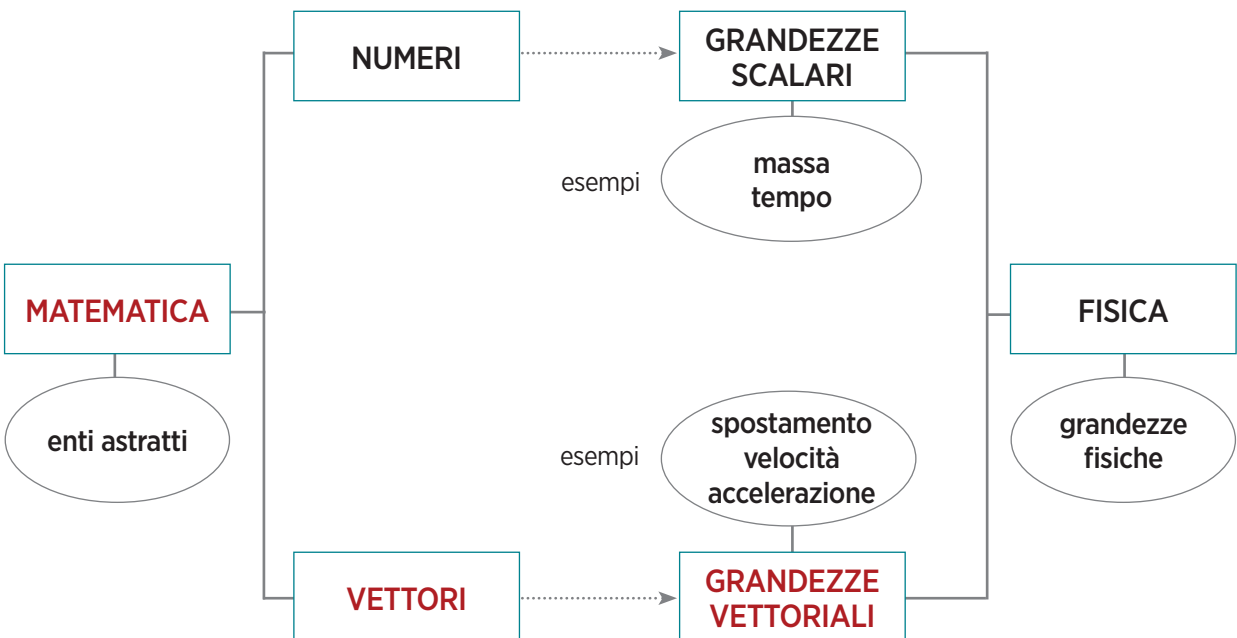 NUMERI
GRANDEZZE
SCALARI
esempi
massa
tempo
MATEMATICA
enti astratti
FISICA
grandezze
fisiche
esempi
spostamento
velocità
accelerazione
VETTORI
GRANDEZZE
VETTORIALI